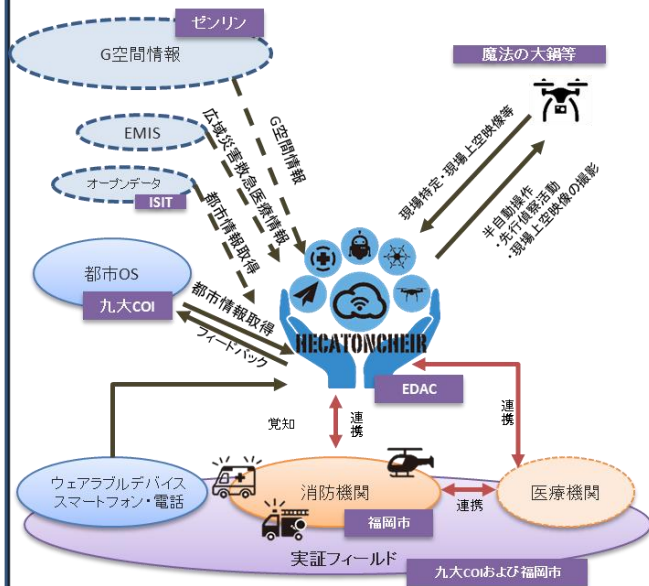 ゼンリン
G空間情報
魔法の大鍋等
EMIS
オープンデータ
ISIT
G空間情報
広域災害救急医療情報
都市情報取得
現場特定・現場上空映像等
半自動操作
・先行偵察活動
・現場上空映像の撮影
都市OS
九大COI
都市情報取得
フィードバック
HECATONCHEIR
EDAC
覚知
連携
連携
ウェアラブルデバイス
スマートフォン・電話
消防機関
福岡市
連携
医療機関
実証フィールド
九大COIおよび福岡市